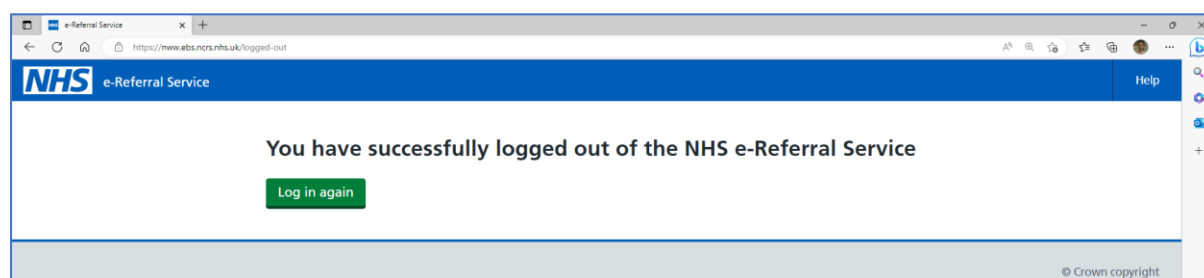 NHS e-Referral Service
https://nww.ebs.ncrs.nhs.uk/logged-out
NHS e-Referral Service Help
You have successfully logged out of the NHS e-Referral Service
Log in again
© Crown copyright